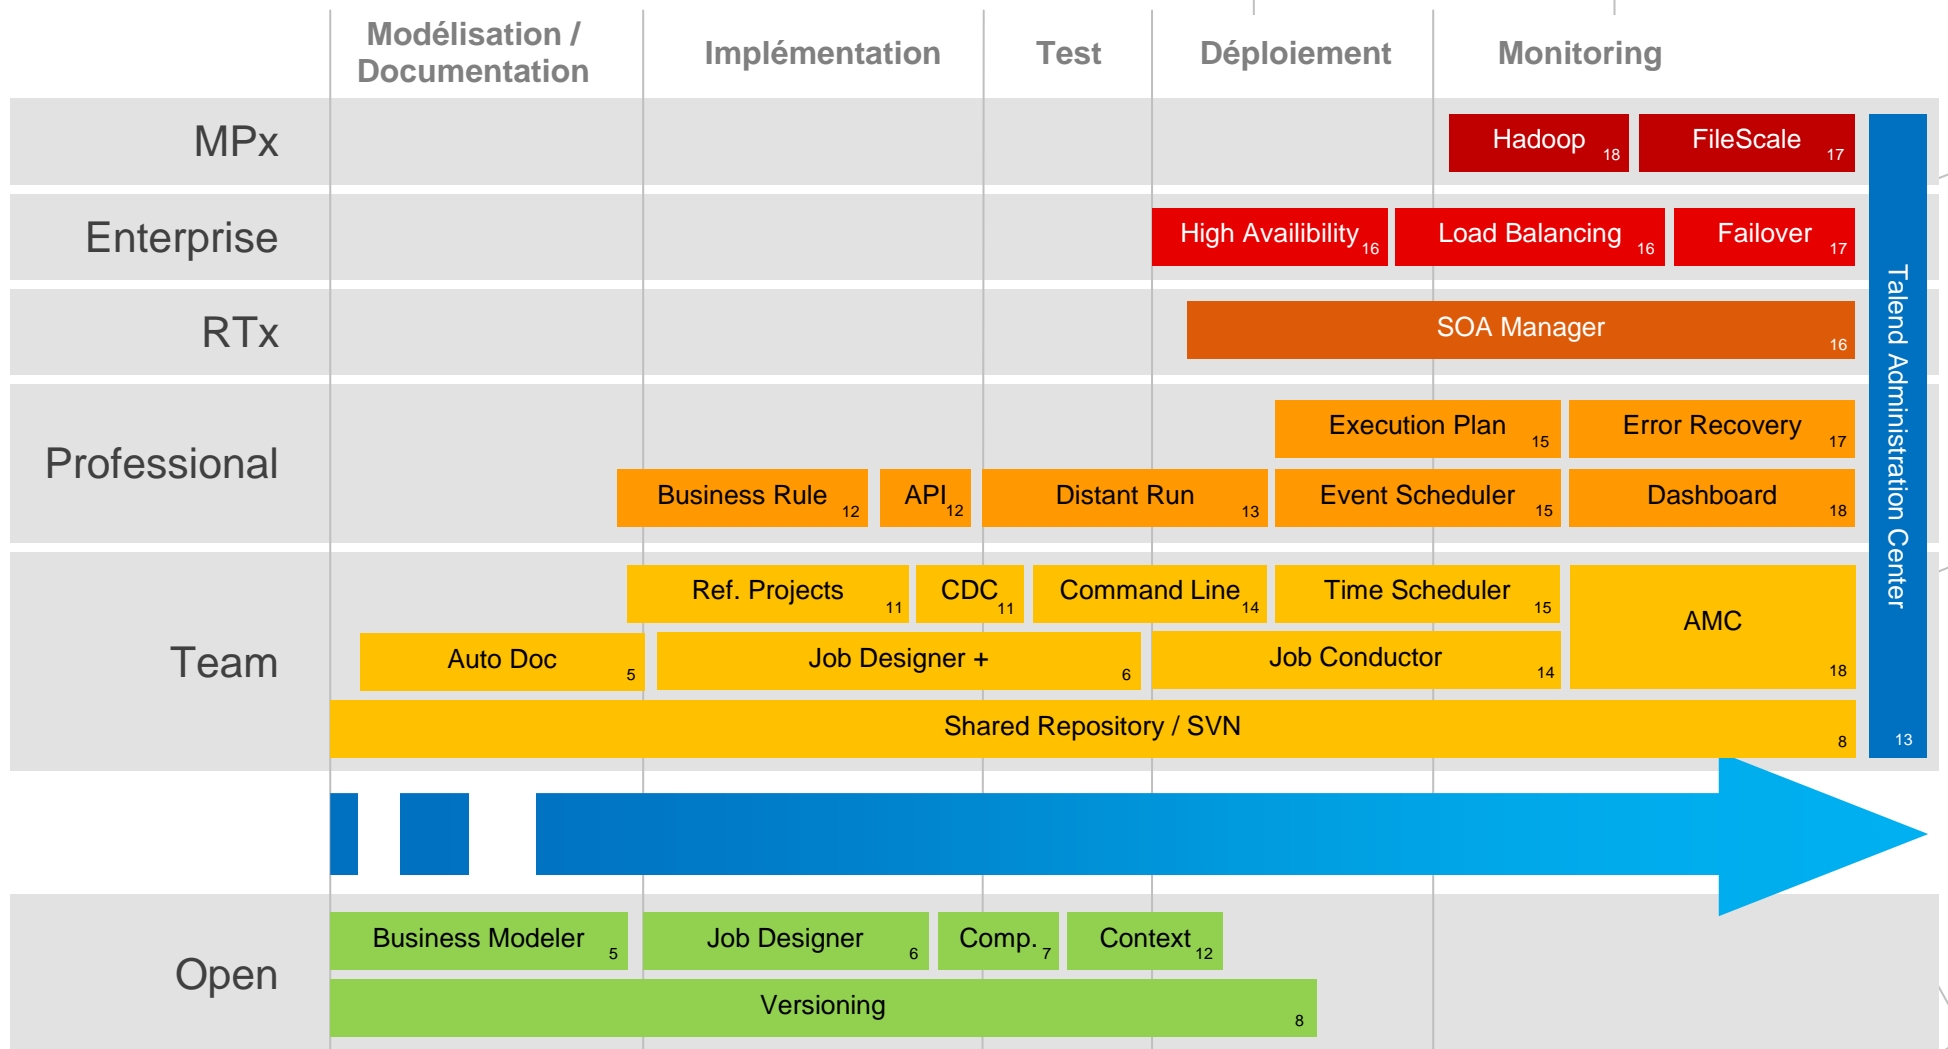 Modélisation /
Documentation
Implémentation
Test
Déploiement
Monitoring
MPx
Hadoop 18
FileScale 17
Enterprise
High Availibility 16
Load Balancing 16
Failover 17
RTx
SOA Manager 16
Professional
Execution Plan 15
Error Recovery 17
Business Rule 12
API 12
Distant Run 13
Event Scheduler 15
Dashboard 18
Team
Ref. Projects 11
CDC 11
Command Line 14
Time Scheduler 15
AMC 18
Auto Doc 5
Job Designer + 6
Job Conductor 14
Shared Repository / SVN 8
Talend Administration Center 13
Open
Business Modeler 5
Job Designer 6
Comp. 7
Context 12
Versioning 8